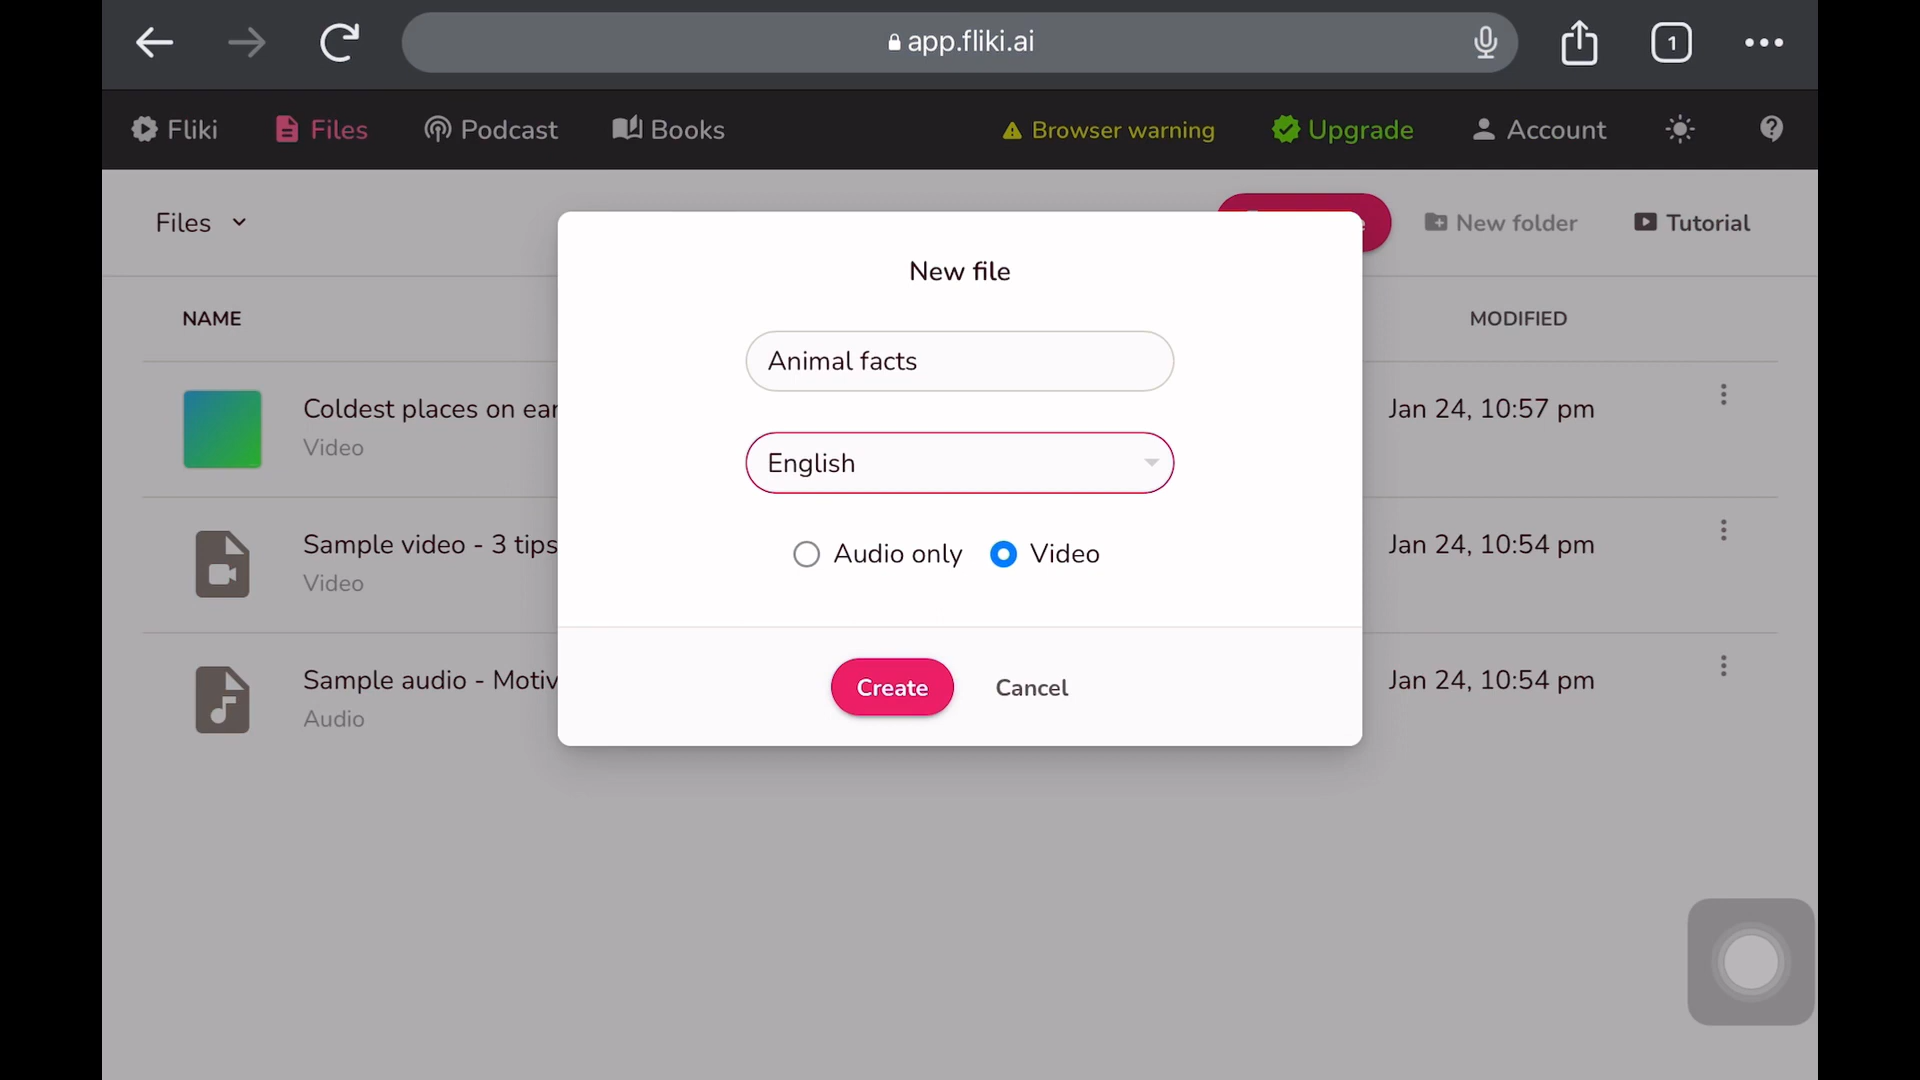 app.fliki.ai
1
Fliki Files Podcast Books Browser warning Upgrade Account
Files New folder Tutorial
New file
NAME MODIFIED
Animal facts
Coldest places on ear Jan 24, 10:57 pm
Video
English
Sample video - 3 tips Jan 24, 10:54 pm
Video
Audio only Video
Sample audio - Motiv Jan 24, 10:54 pm
Audio
Create Cancel